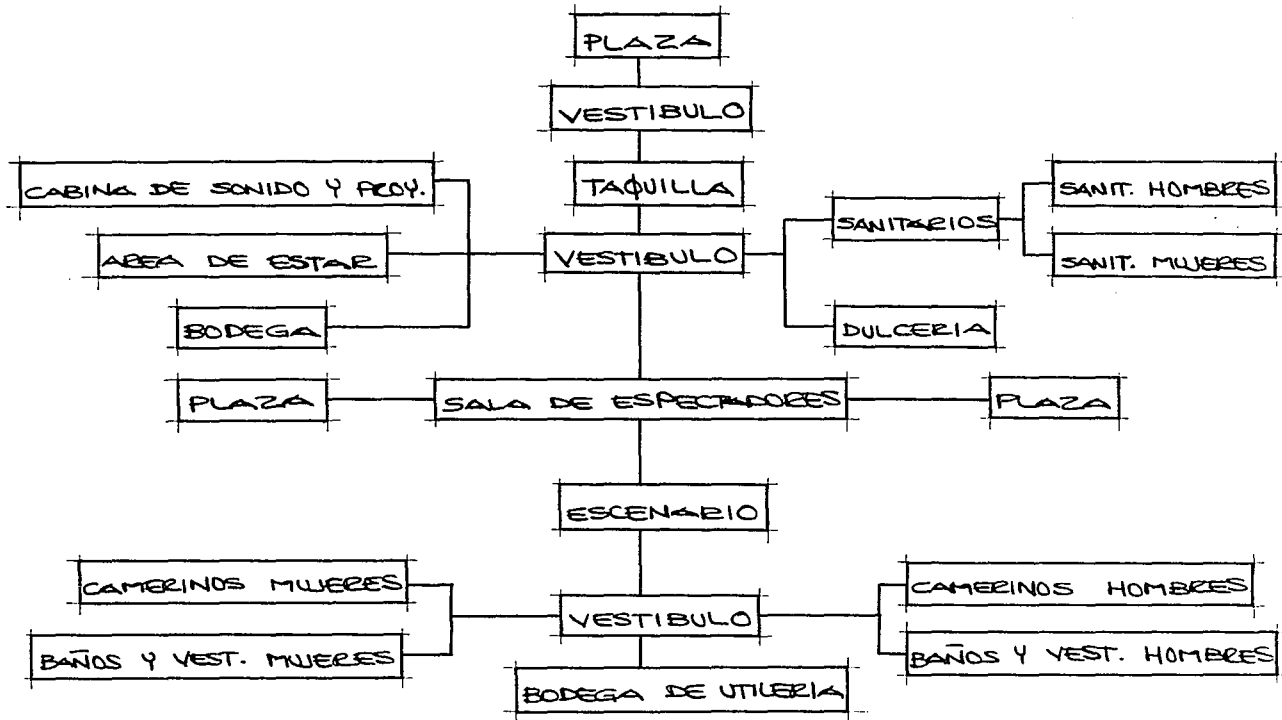 PLAZA
VESTIBULO
CABINA DE SONIDO Y PROY.
TAQUILLA
SANIT. HOMBRES
SANITARIOS
AREA DE ESTAR
VESTIBULO
SANIT. MUJERES
BODEGA
DULCERIA
PLAZA
SALA DE ESPECTADORES
PLAZA
ESCENARIO
CAMERINOS MUJERES
CAMERINOS HOMBRES
VESTIBULO
BAÑOS Y VEST. MUJERES
BAÑOS Y VEST. HOMBRES
BODEGA DE UTILERIA